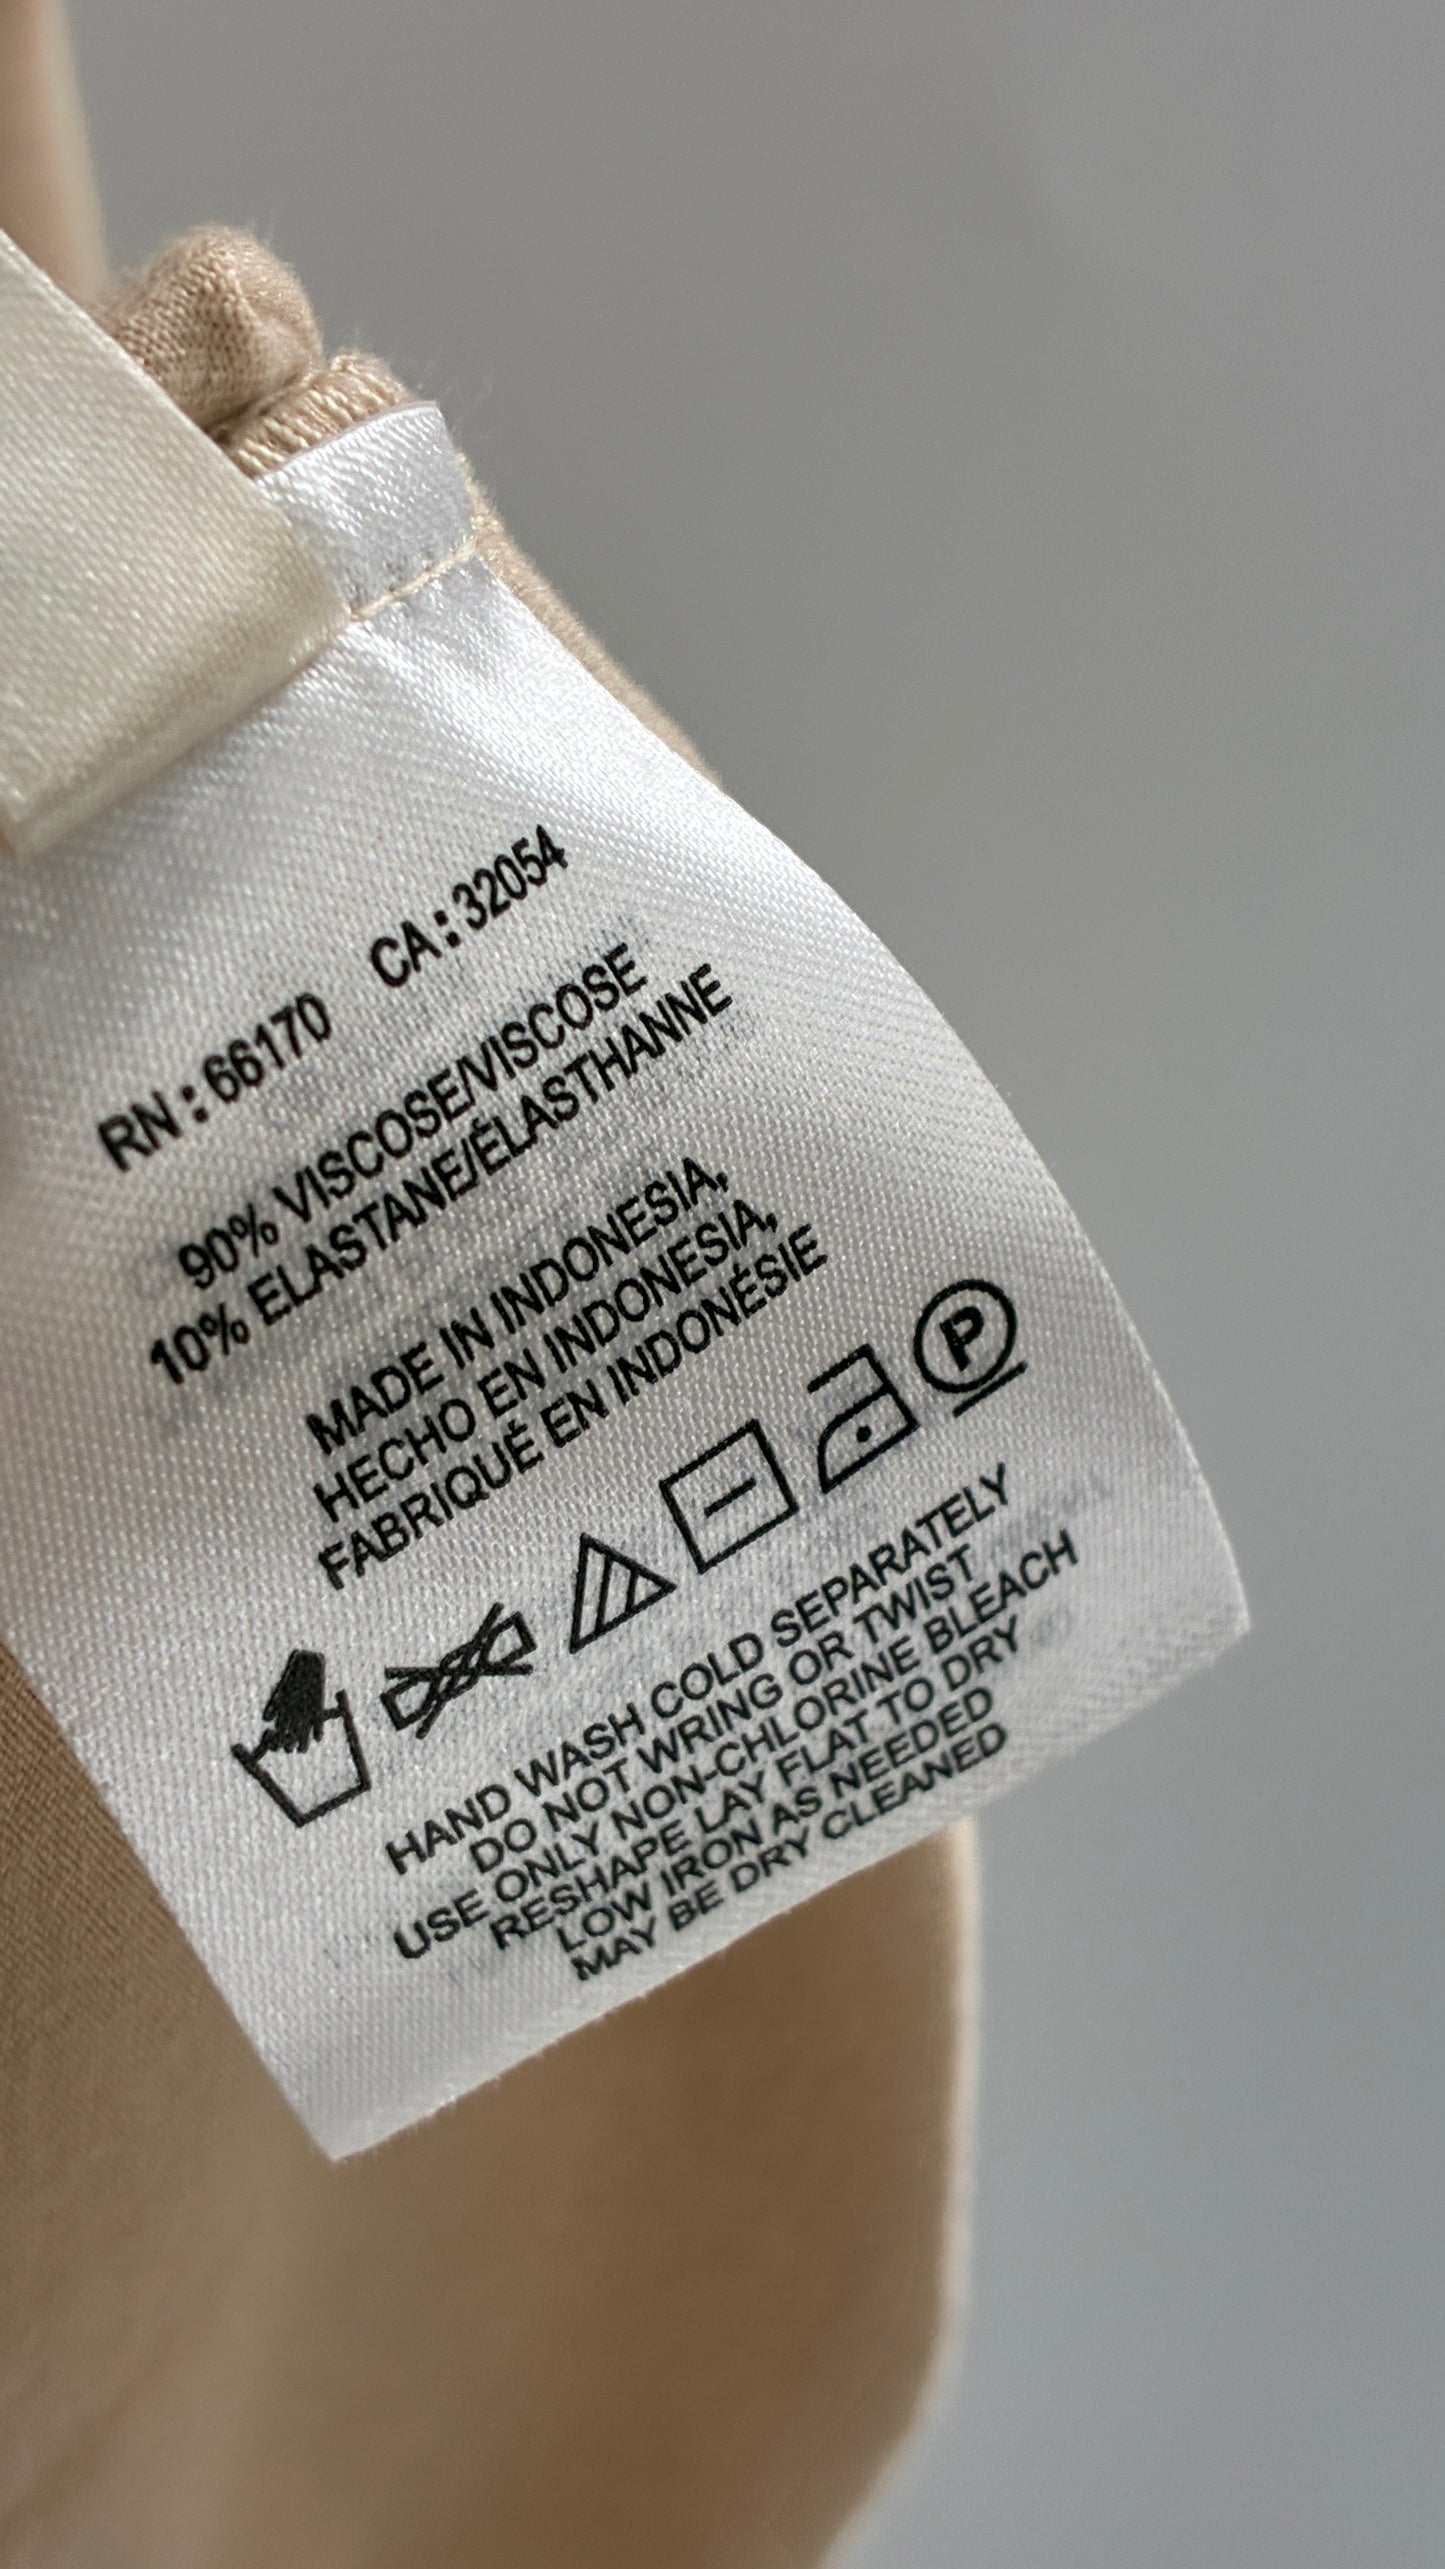 RN : 66170 CA : 32054
90% VISCOSE/VISCOSE
10% ELASTANE/ÉLASTHANNE
MADE IN INDONESIA,
HECHO EN INDONESIA,
FABRIQUÉ EN INDONÉSIE
P
HAND WASH COLD SEPARATELY
DO NOT WRING OR TWIST
USE ONLY NON-CHLORINE BLEACH
RESHAPE LAY FLAT TO DRY
LOW IRON AS NEEDED
MAY BE DRY CLEANED